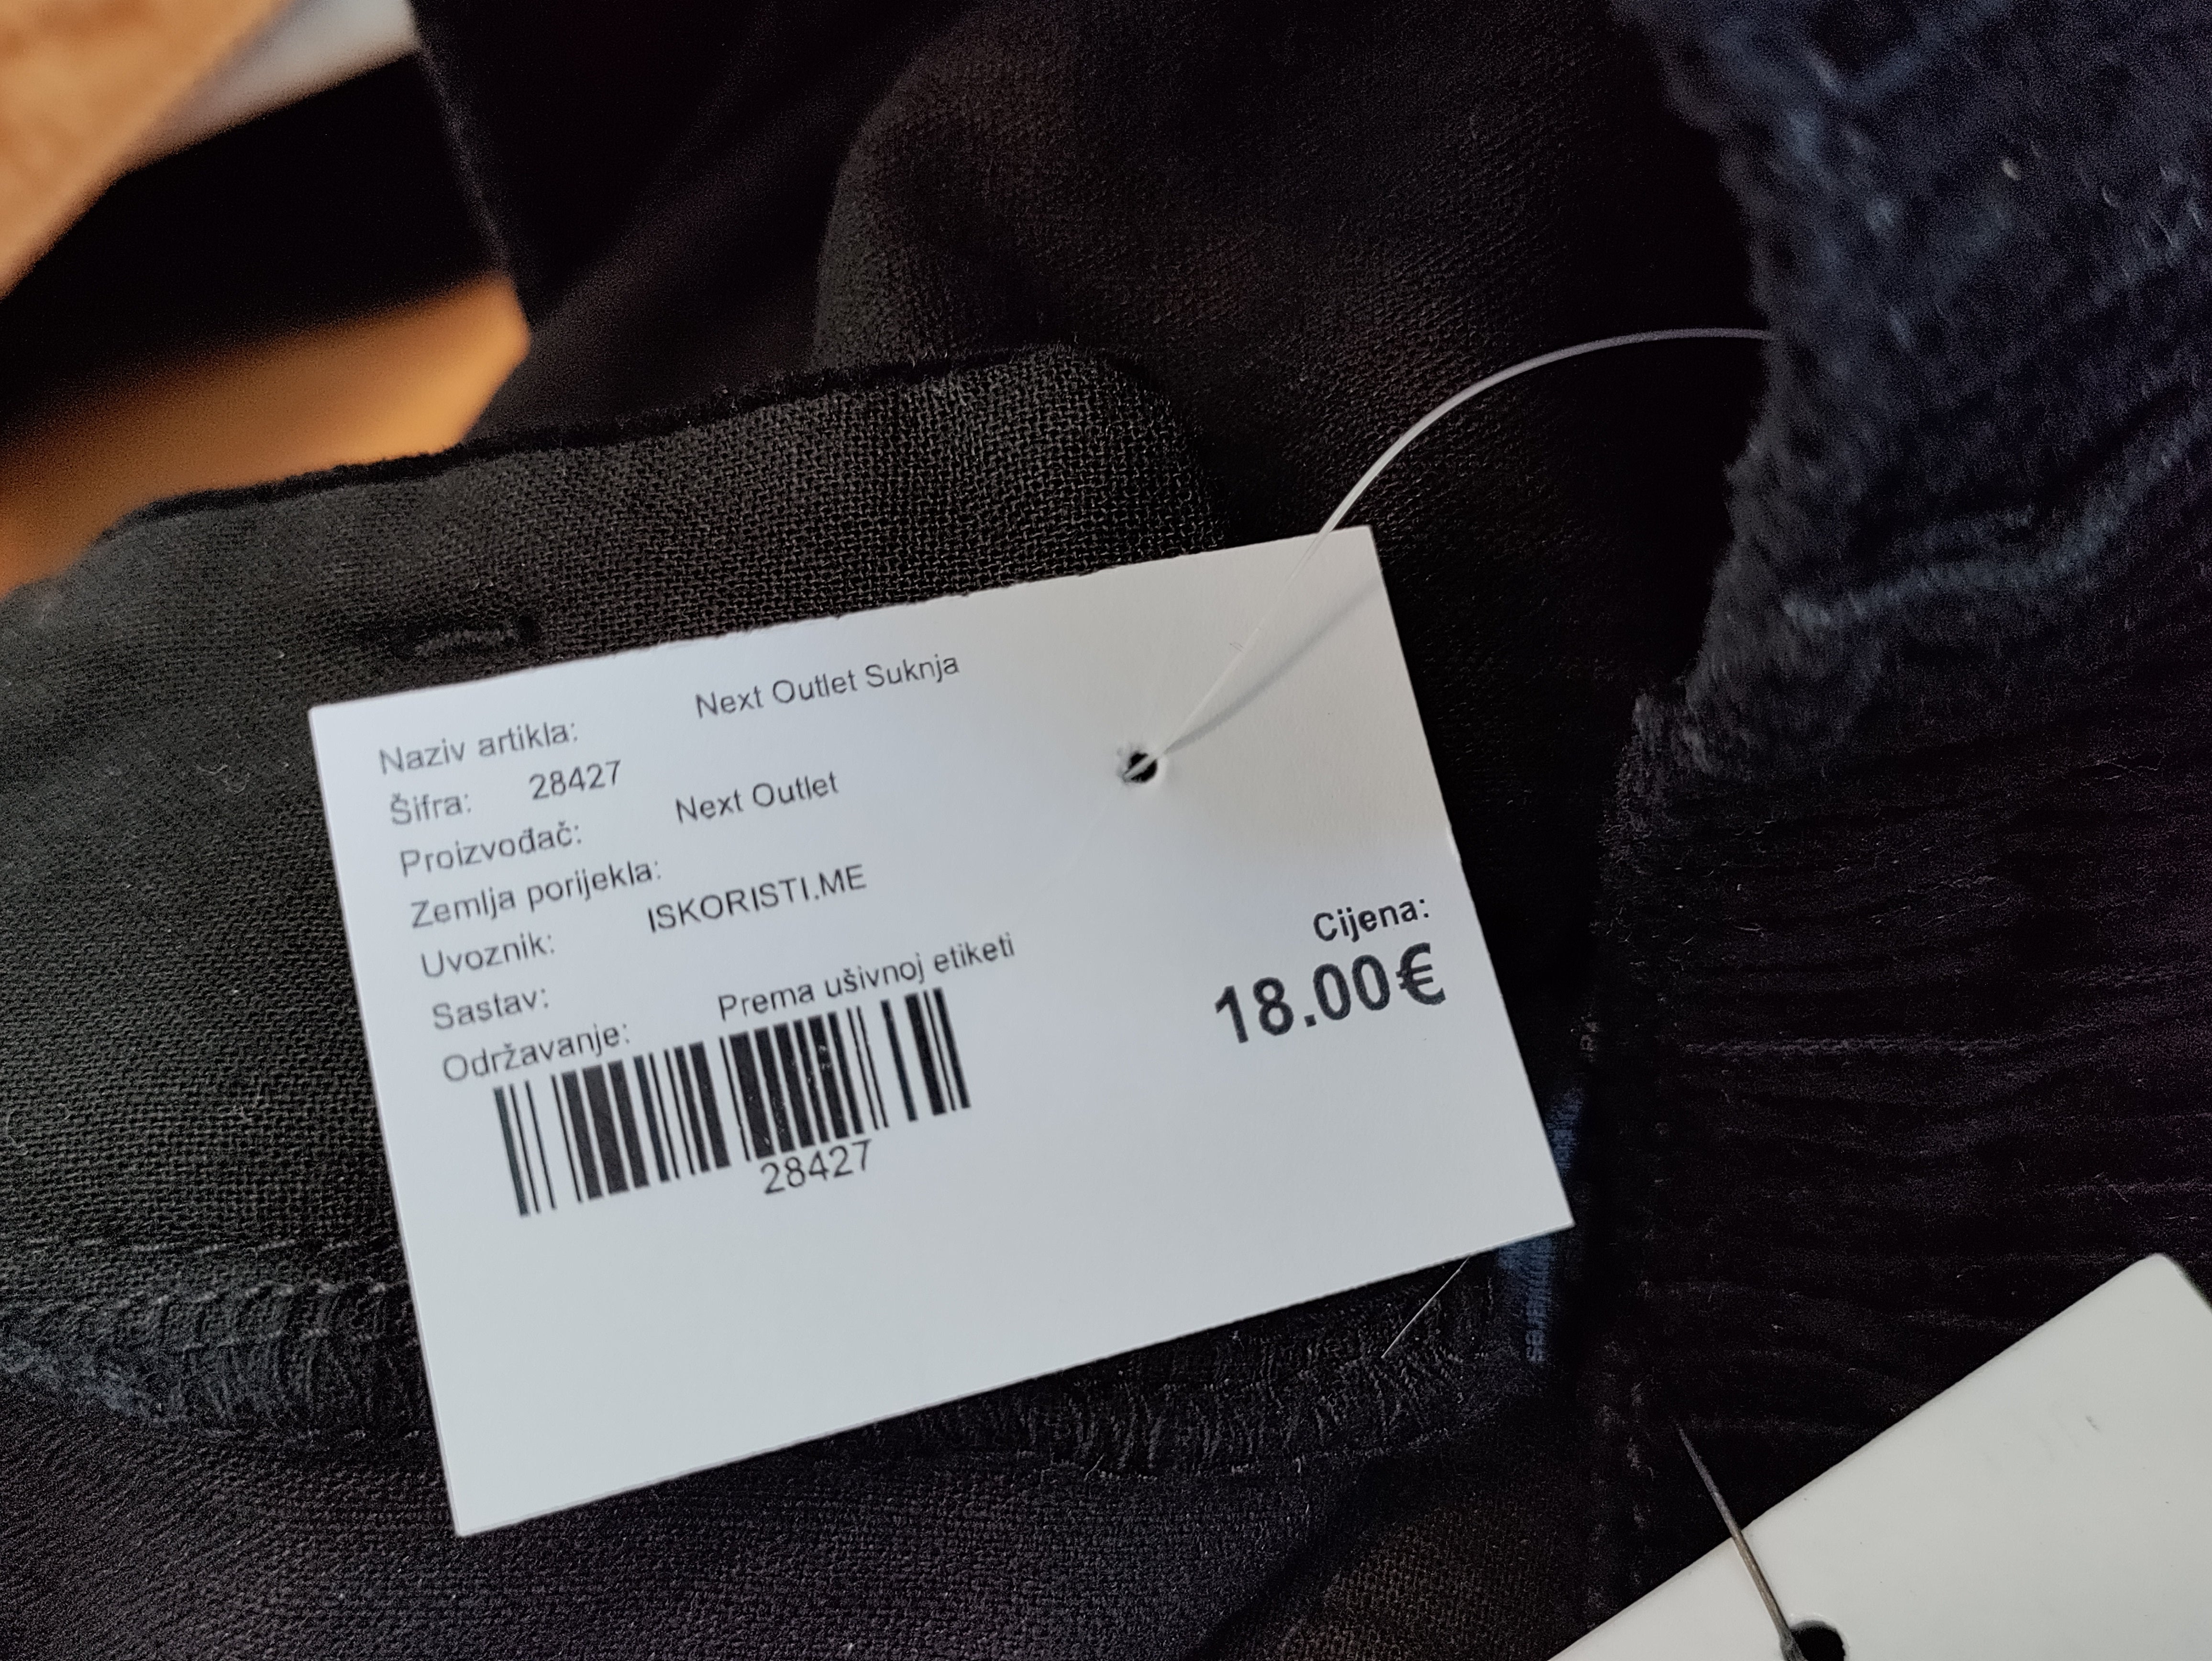 Naziv artikla: Next Outlet Suknja
Šifra: 28427
Proizvođač: Next Outlet
Zemlja porijekla:
Uvoznik: ISKORISTI.ME
Sastav:
Održavanje: Prema ušivnoj etiketi
28427
Cijena:
18.00€